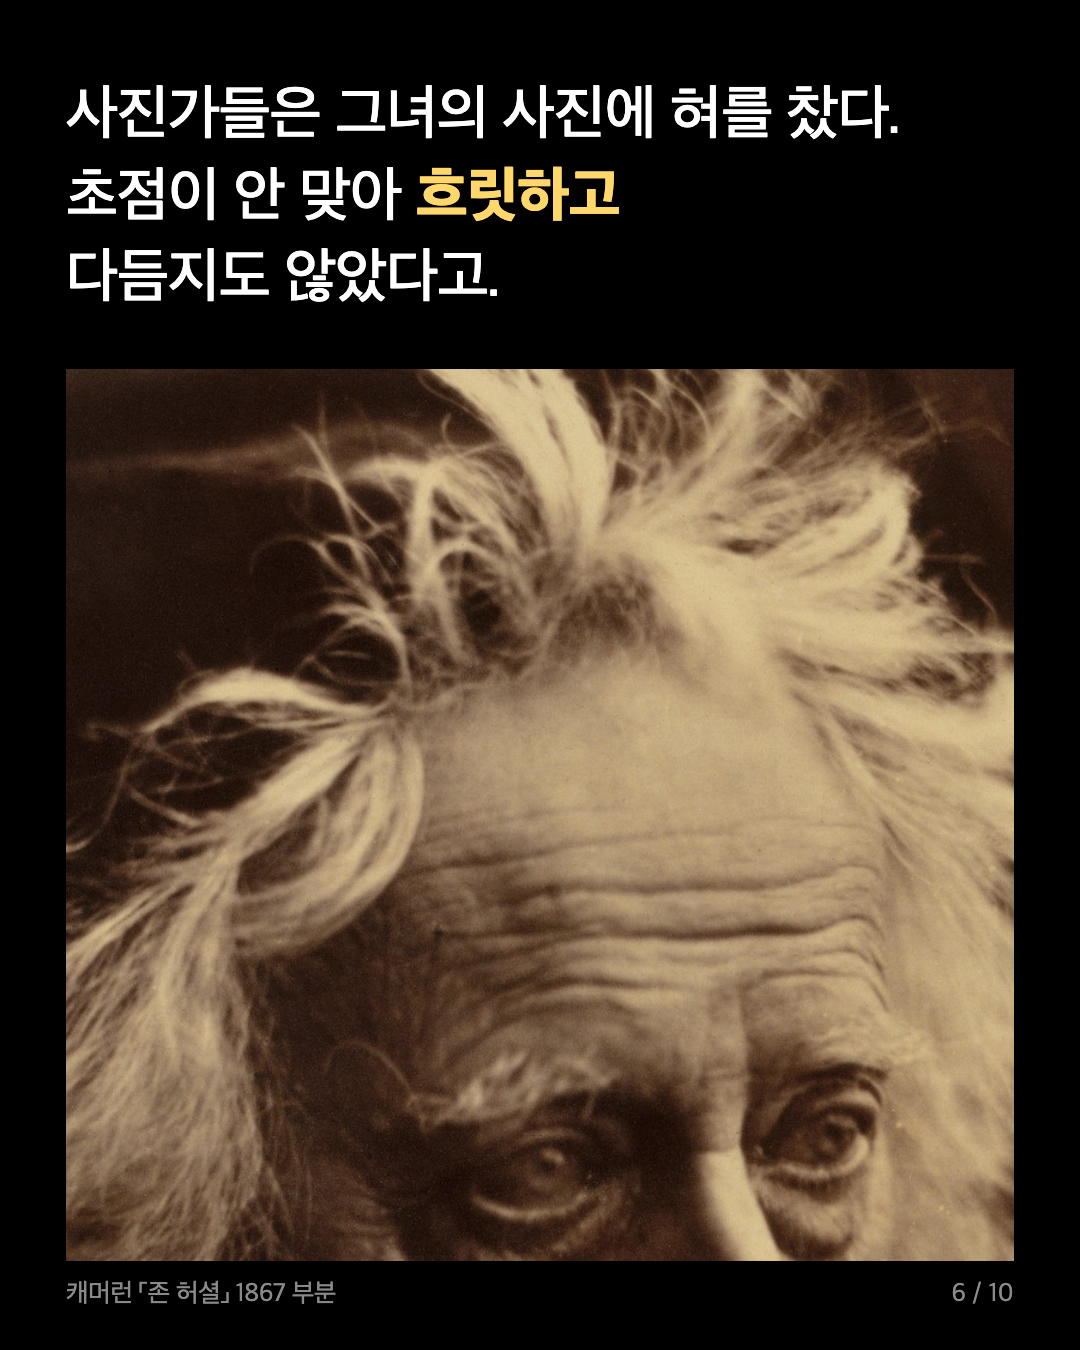 사진가들은 그녀의 사진에 혀를 찼다.
초점이 안 맞아 흐릿하고
다듬지도 않았다고.
캐머런 「존 허셜」 1867 부분
6 / 10